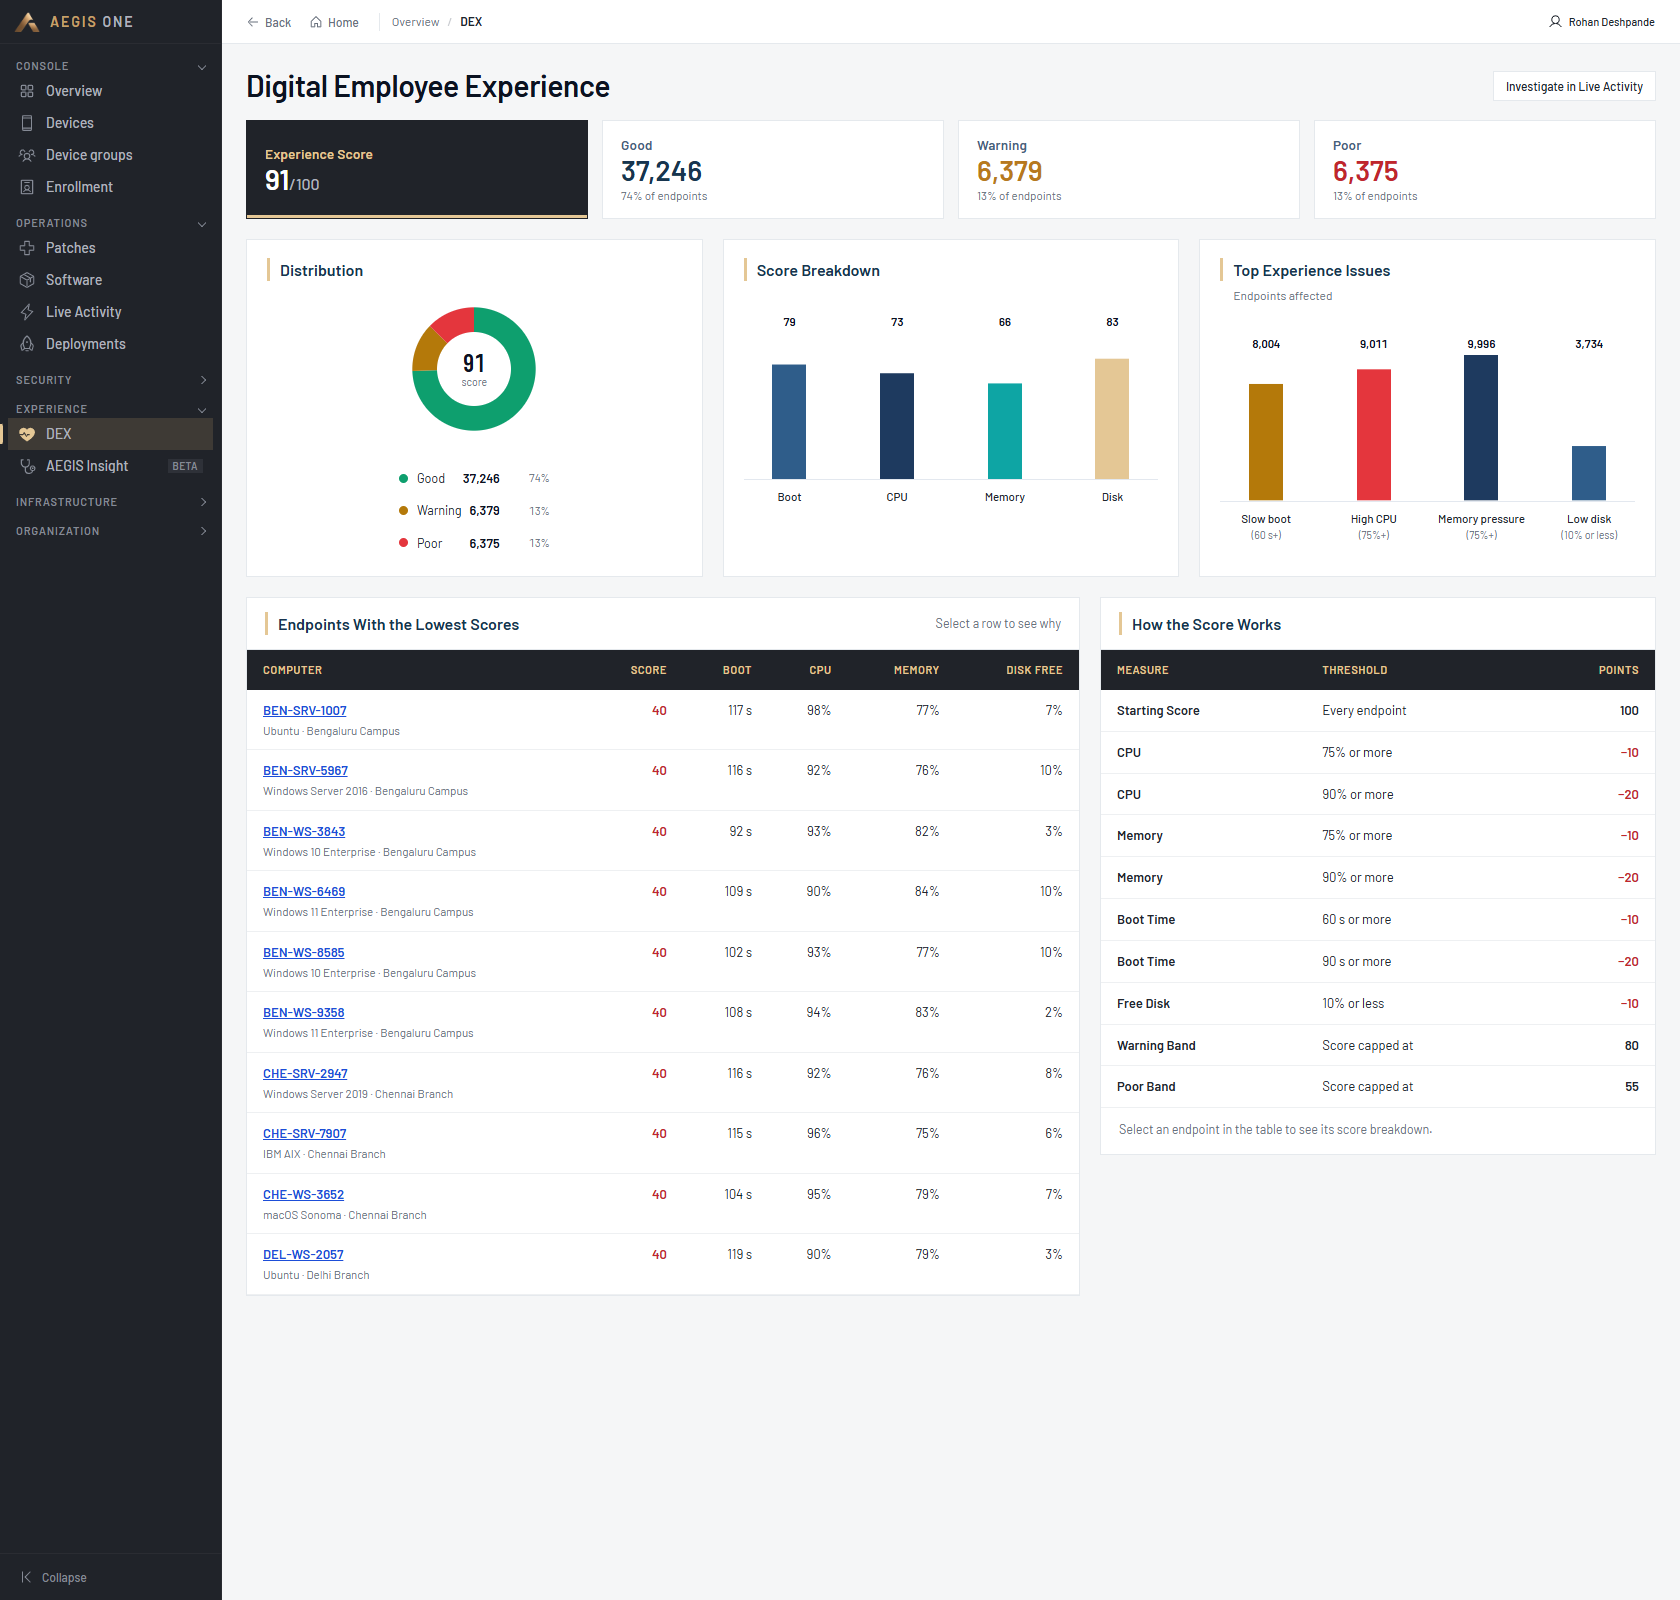 AEGIS ONE
Back
Home
Overview / DEX
Rohan Deshpande
CONSOLE
Overview
Devices
Device groups
Enrollment
OPERATIONS
Patches
Software
Live Activity
Deployments
SECURITY
EXPERIENCE
DEX
AEGIS Insight BETA
INFRASTRUCTURE
ORGANIZATION
Collapse
Digital Employee Experience
Investigate in Live Activity
Experience Score
91/100
Good
37,246
74% of endpoints
Warning
6,379
13% of endpoints
Poor
6,375
13% of endpoints
Distribution
91
score
Good 37,246 74%
Warning 6,379 13%
Poor 6,375 13%
Score Breakdown
79 73 66 83
Boot CPU Memory Disk
Top Experience Issues
Endpoints affected
8,004 9,011 9,996 3,734
Slow boot High CPU Memory pressure Low disk
(60 s+) (75%+) (75%+) (10% or less)
Endpoints With the Lowest Scores
Select a row to see why
COMPUTER SCORE BOOT CPU MEMORY DISK FREE
BEN-SRV-1007 40 117 s 98% 77% 7%
Ubuntu · Bengaluru Campus
BEN-SRV-5967 40 116 s 92% 76% 10%
Windows Server 2016 · Bengaluru Campus
BEN-WS-3843 40 92 s 93% 82% 3%
Windows 10 Enterprise · Bengaluru Campus
BEN-WS-6469 40 109 s 90% 84% 10%
Windows 11 Enterprise · Bengaluru Campus
BEN-WS-8585 40 102 s 93% 77% 10%
Windows 10 Enterprise · Bengaluru Campus
BEN-WS-9358 40 108 s 94% 83% 2%
Windows 11 Enterprise · Bengaluru Campus
CHE-SRV-2947 40 116 s 92% 76% 8%
Windows Server 2019 · Chennai Branch
CHE-SRV-7907 40 115 s 96% 75% 6%
IBM AIX · Chennai Branch
CHE-WS-3652 40 104 s 95% 79% 7%
macOS Sonoma · Chennai Branch
DEL-WS-2057 40 119 s 90% 79% 3%
Ubuntu · Delhi Branch
How the Score Works
MEASURE THRESHOLD POINTS
Starting Score Every endpoint 100
CPU 75% or more −10
CPU 90% or more −20
Memory 75% or more −10
Memory 90% or more −20
Boot Time 60 s or more −10
Boot Time 90 s or more −20
Free Disk 10% or less −10
Warning Band Score capped at 80
Poor Band Score capped at 55
Select an endpoint in the table to see its score breakdown.